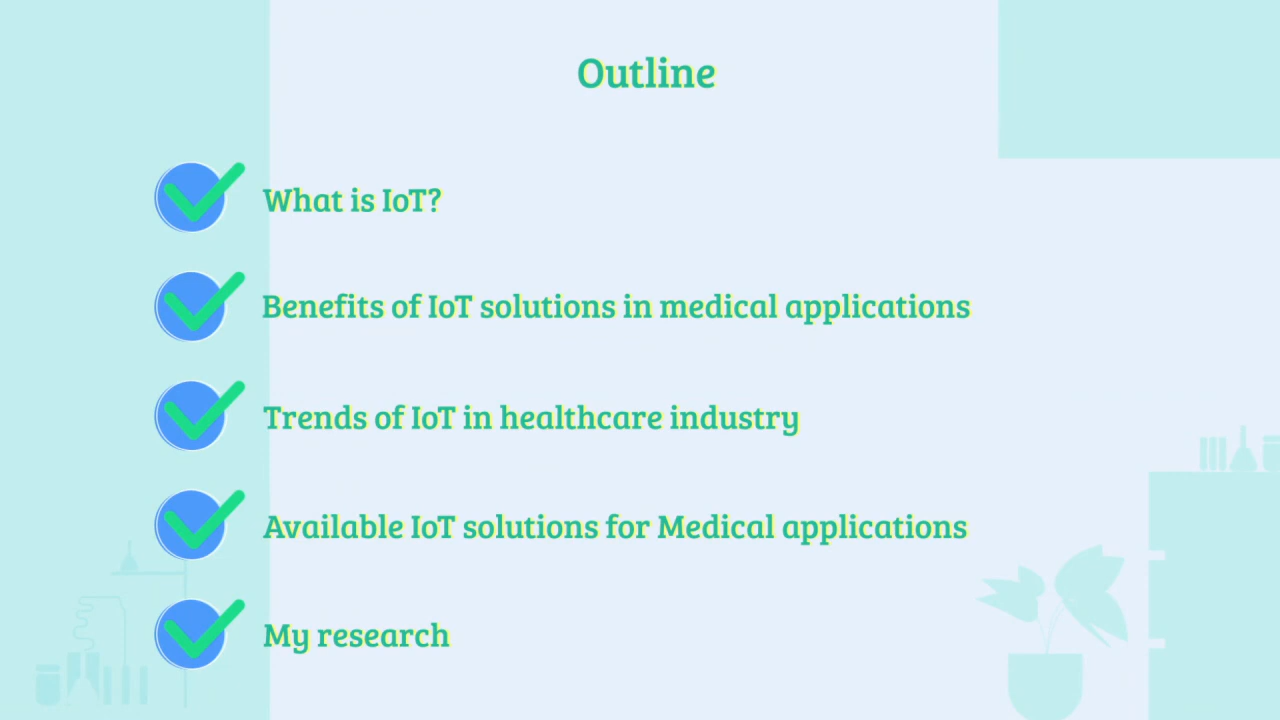 Outline
What is IoT?
Benefits of IoT solutions in medical applications
Trends of IoT in healthcare industry
Available IoT solutions for Medical applications
My research